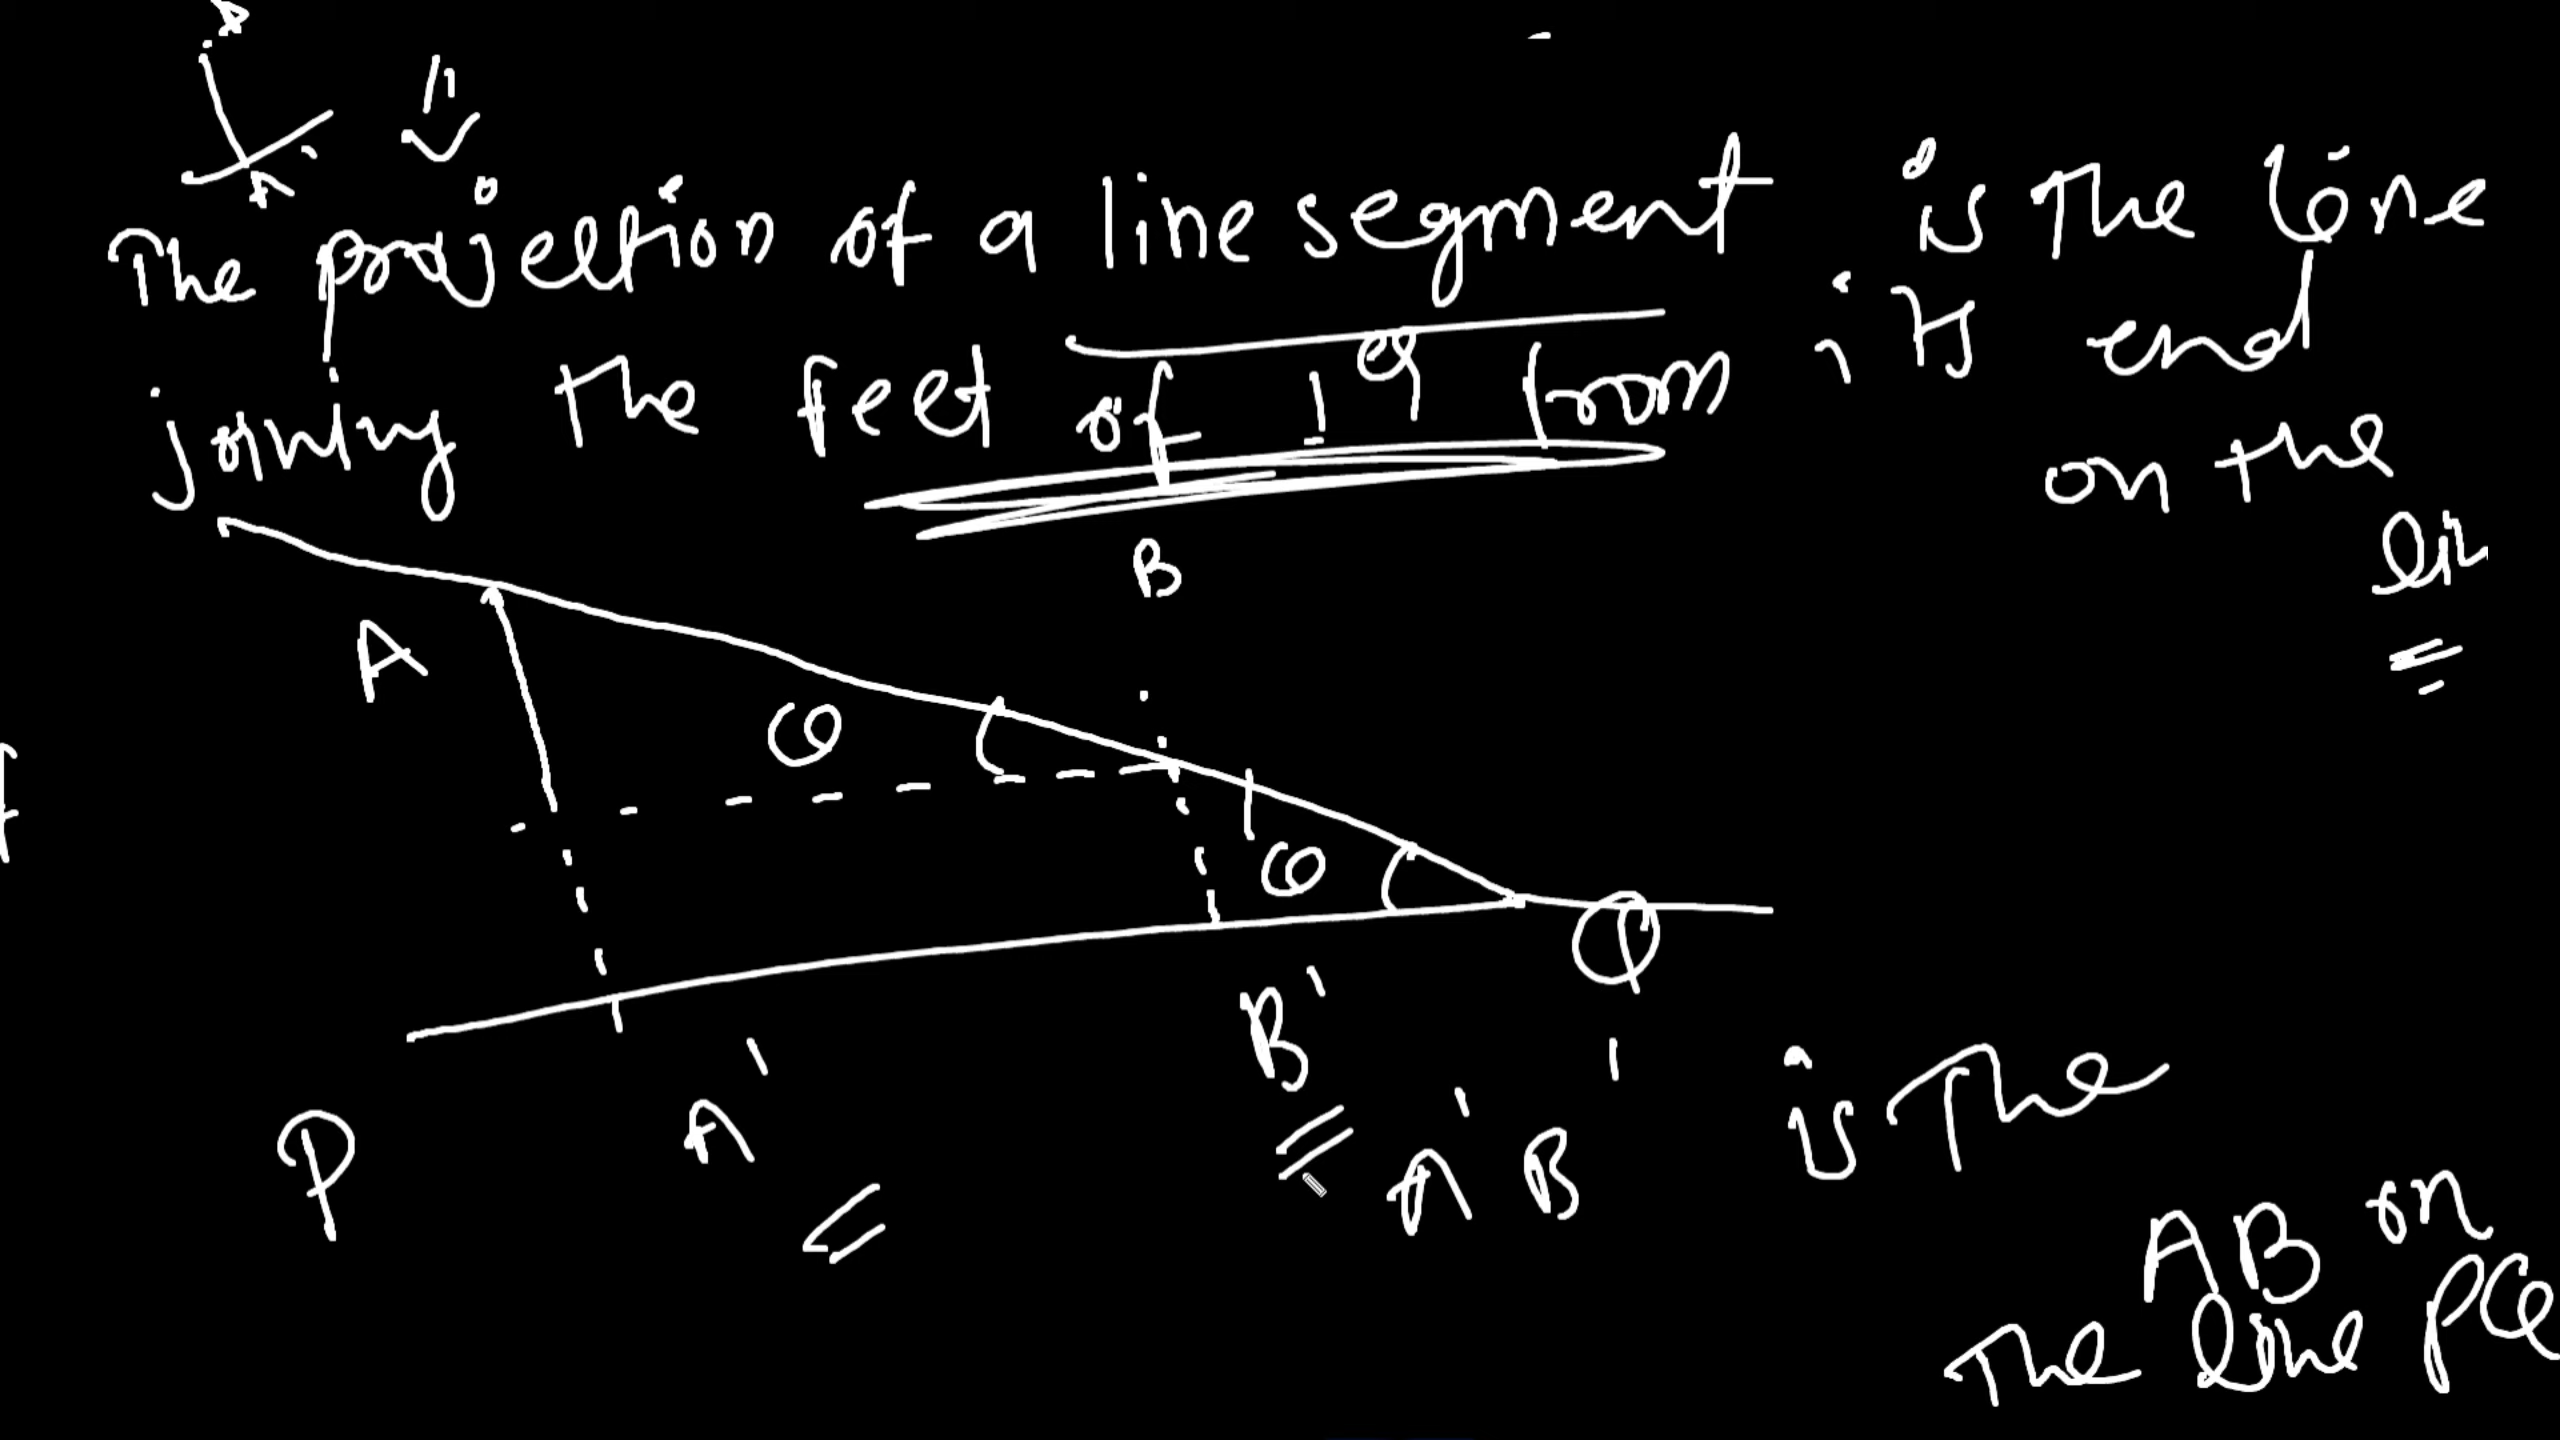 The projection of a line segment is the line
joining the feet of ⊥ from its end
on the
A
B
P
A'
B'
Q
A'B' is the
AB on
the line PQ